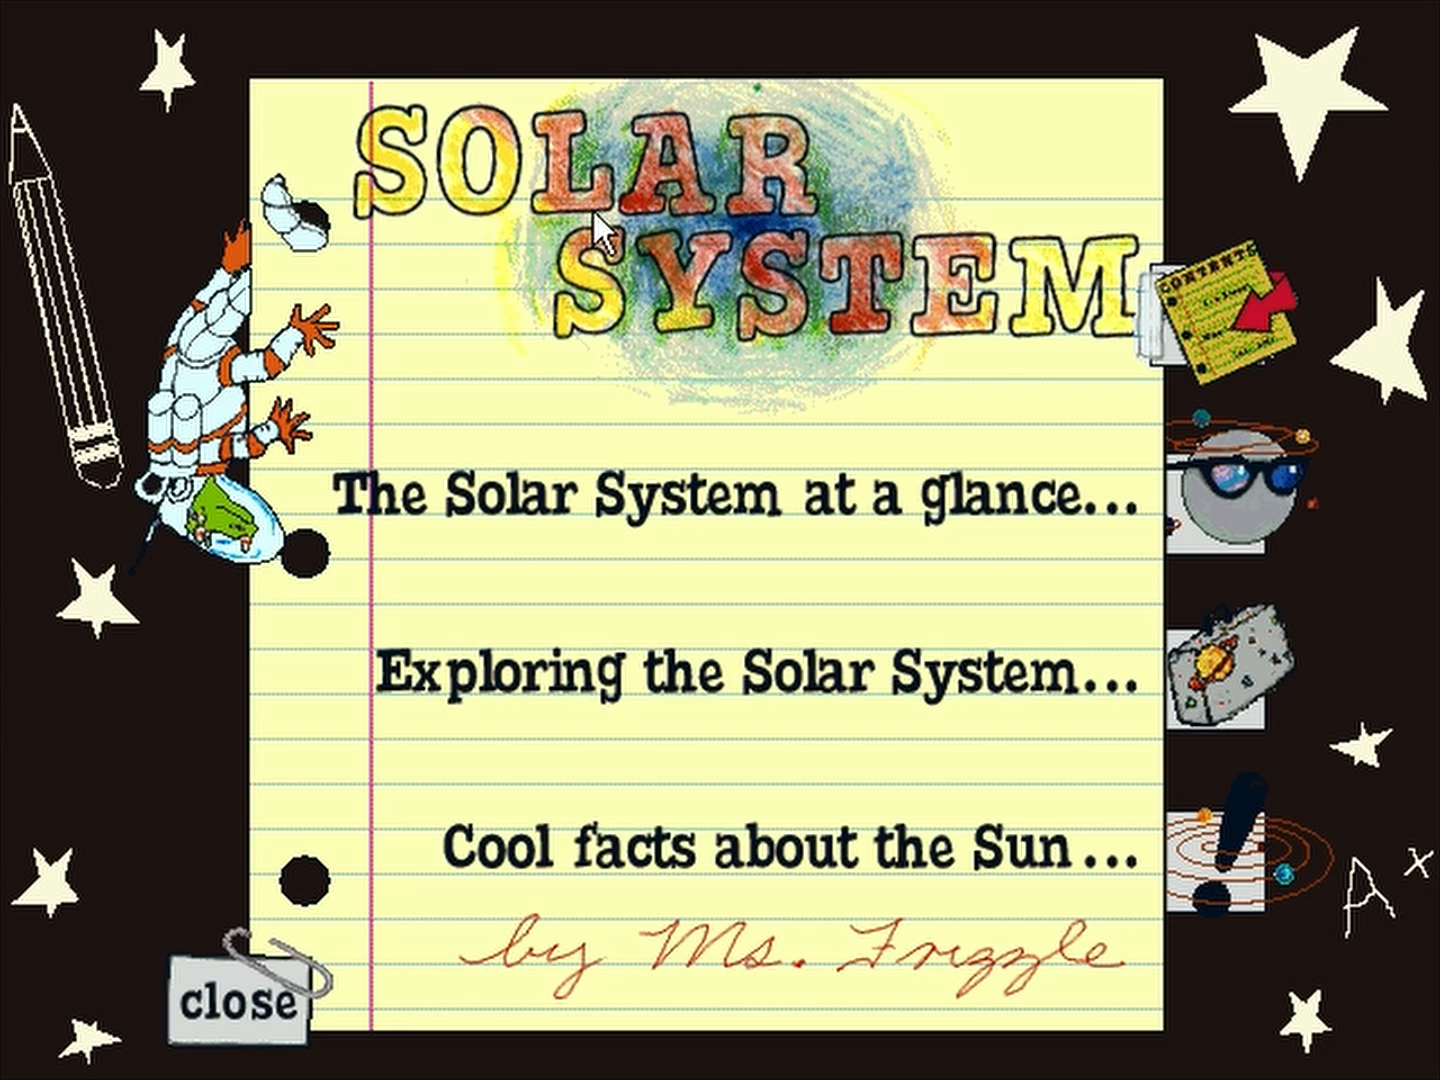 SOLAR
SYSTEM
CONTENTS
The Solar System at a glance...
Exploring the Solar System...
Cool facts about the Sun...
A x
by Ms. Frizzle
close